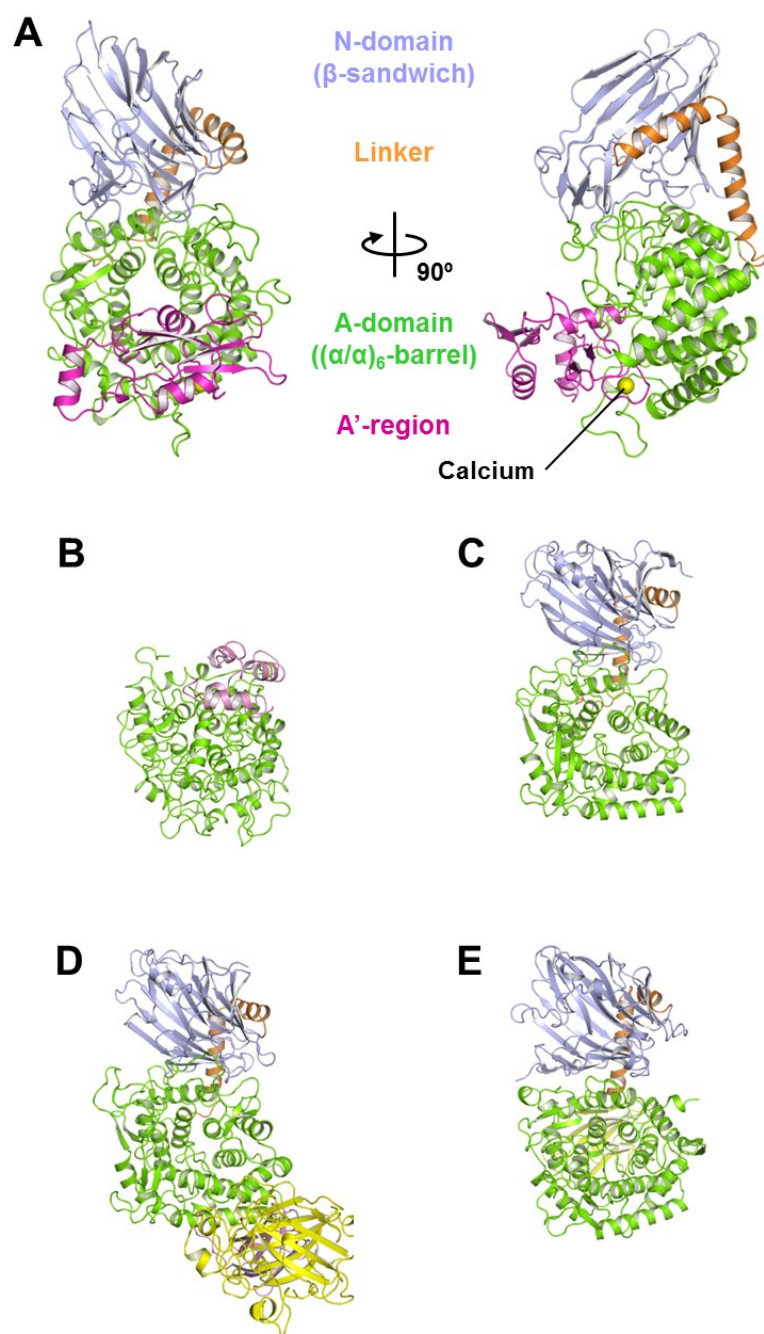 A
N-domain
(β-sandwich)
Linker
90º
A-domain
((α/α)₆-barrel)
A’-region
Calcium
B
C
D
E